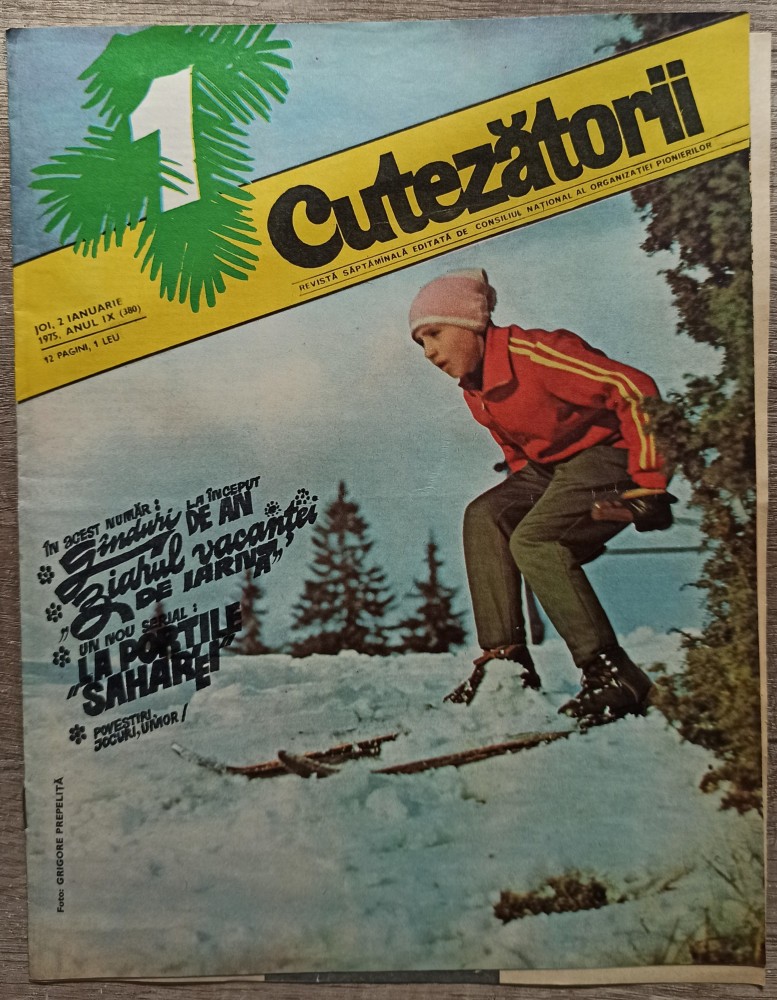 1
Cutezătorii
REVISTĂ SĂPTĂMÎNALĂ EDITATĂ DE CONSILIUL NAȚIONAL AL ORGANIZAȚIEI PIONIERILOR
JOI, 2 IANUARIE
1975, ANUL IX (380)
12 PAGINI, 1 LEU
ÎN ACEST NUMĂR :
Gînduri LA ÎNCEPUT
DE AN
„Ziarul vacanței
DE IARNĂ”
UN NOU SERIAL :
„LA PORȚILE
SAHAREI”
POVESTIRI,
JOCURI, UMOR !
Foto: GRIGORE PREPELIȚĂ